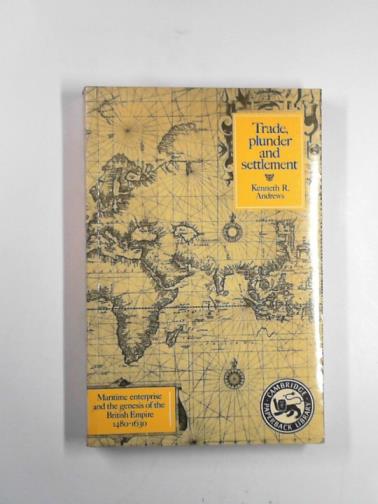 Trade,
plunder
and
settlement
Kenneth R.
Andrews
Maritime enterprise
and the genesis of the
British Empire
1480-1630
CAMBRIDGE
PAPERBACK LIBRARY